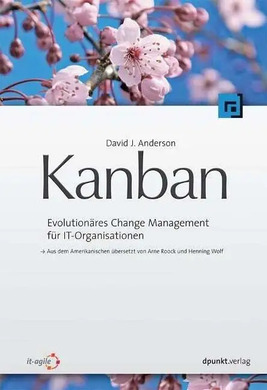 David J. Anderson
Kanban
Evolutionäres Change Management
für IT-Organisationen
→ Aus dem Amerikanischen übersetzt von Arne Roock und Henning Wolf
it-agile
dpunkt.verlag